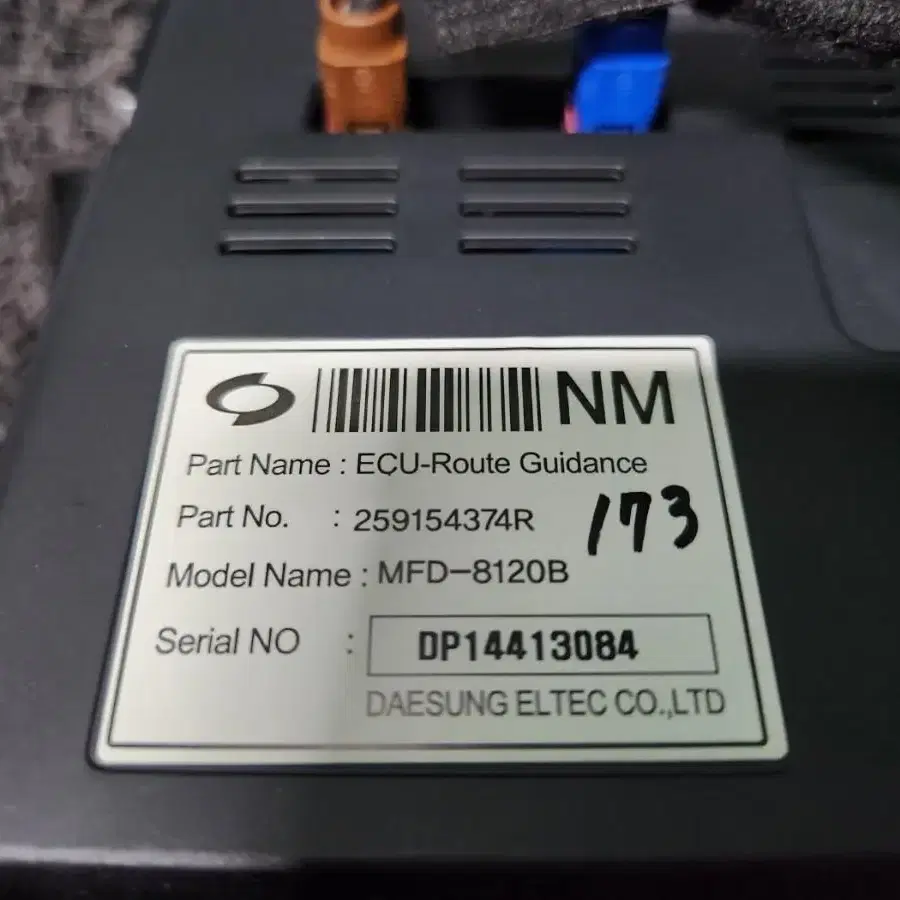 NM
Part Name : ECU-Route Guidance
Part No. : 259154374R
173
Model Name : MFD-8120B
Serial NO : DP14413084
DAESUNG ELTEC CO.,LTD